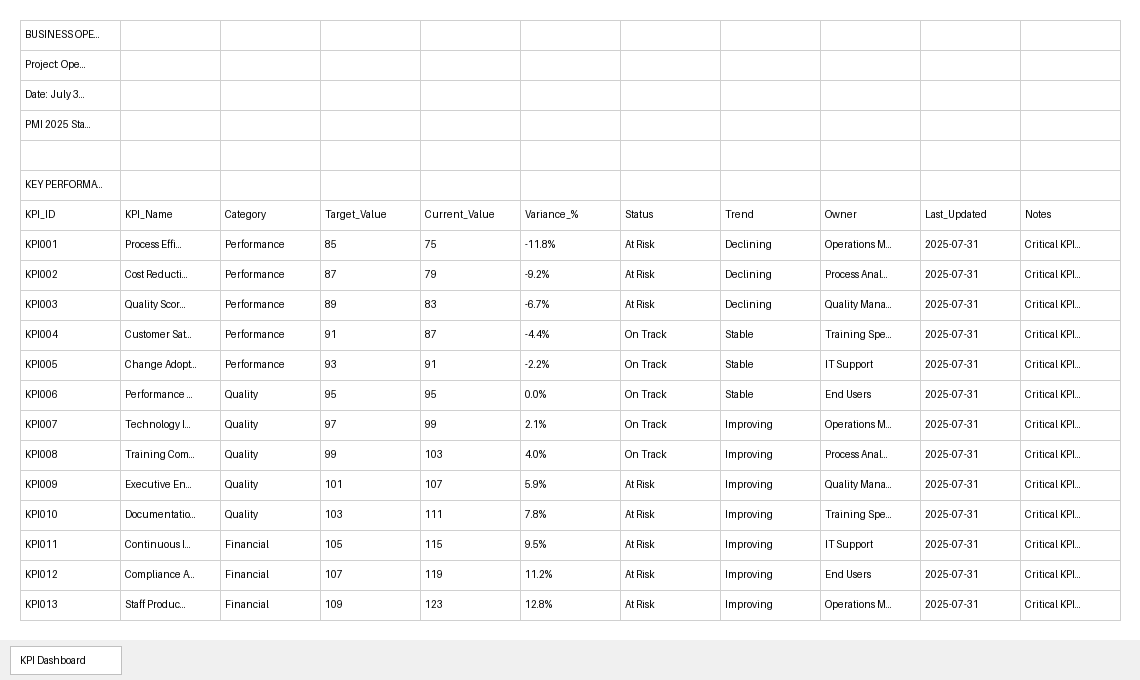 BUSINESS OPE...
Project: Ope...
Date: July 3...
PMI 2025 Sta...
KEY PERFORMA...
KPI_ID KPI_Name Category Target_Value Current_Value Variance_% Status Trend Owner Last_Updated Notes
KPI001 Process Effi... Performance 85 75 -11.8% At Risk Declining Operations M... 2025-07-31 Critical KPI...
KPI002 Cost Reducti... Performance 87 79 -9.2% At Risk Declining Process Anal... 2025-07-31 Critical KPI...
KPI003 Quality Scor... Performance 89 83 -6.7% At Risk Declining Quality Mana... 2025-07-31 Critical KPI...
KPI004 Customer Sat... Performance 91 87 -4.4% On Track Stable Training Spe... 2025-07-31 Critical KPI...
KPI005 Change Adopt... Performance 93 91 -2.2% On Track Stable IT Support 2025-07-31 Critical KPI...
KPI006 Performance ... Quality 95 95 0.0% On Track Stable End Users 2025-07-31 Critical KPI...
KPI007 Technology I... Quality 97 99 2.1% On Track Improving Operations M... 2025-07-31 Critical KPI...
KPI008 Training Com... Quality 99 103 4.0% On Track Improving Process Anal... 2025-07-31 Critical KPI...
KPI009 Executive En... Quality 101 107 5.9% At Risk Improving Quality Mana... 2025-07-31 Critical KPI...
KPI010 Documentatio... Quality 103 111 7.8% At Risk Improving Training Spe... 2025-07-31 Critical KPI...
KPI011 Continuous I... Financial 105 115 9.5% At Risk Improving IT Support 2025-07-31 Critical KPI...
KPI012 Compliance A... Financial 107 119 11.2% At Risk Improving End Users 2025-07-31 Critical KPI...
KPI013 Staff Produc... Financial 109 123 12.8% At Risk Improving Operations M... 2025-07-31 Critical KPI...
KPI Dashboard